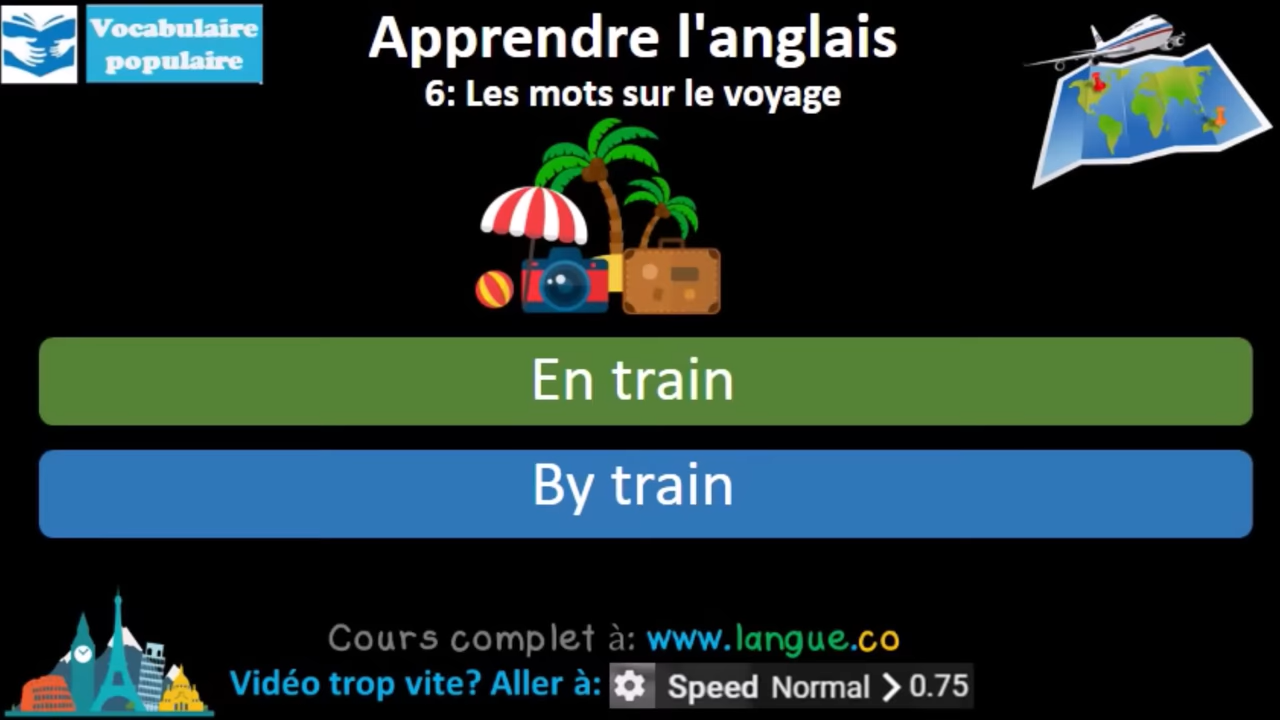 Vocabulaire
populaire
Apprendre l'anglais
6: Les mots sur le voyage
En train
By train
Cours complet à: www.langue.co
Vidéo trop vite? Aller à: Speed Normal > 0.75